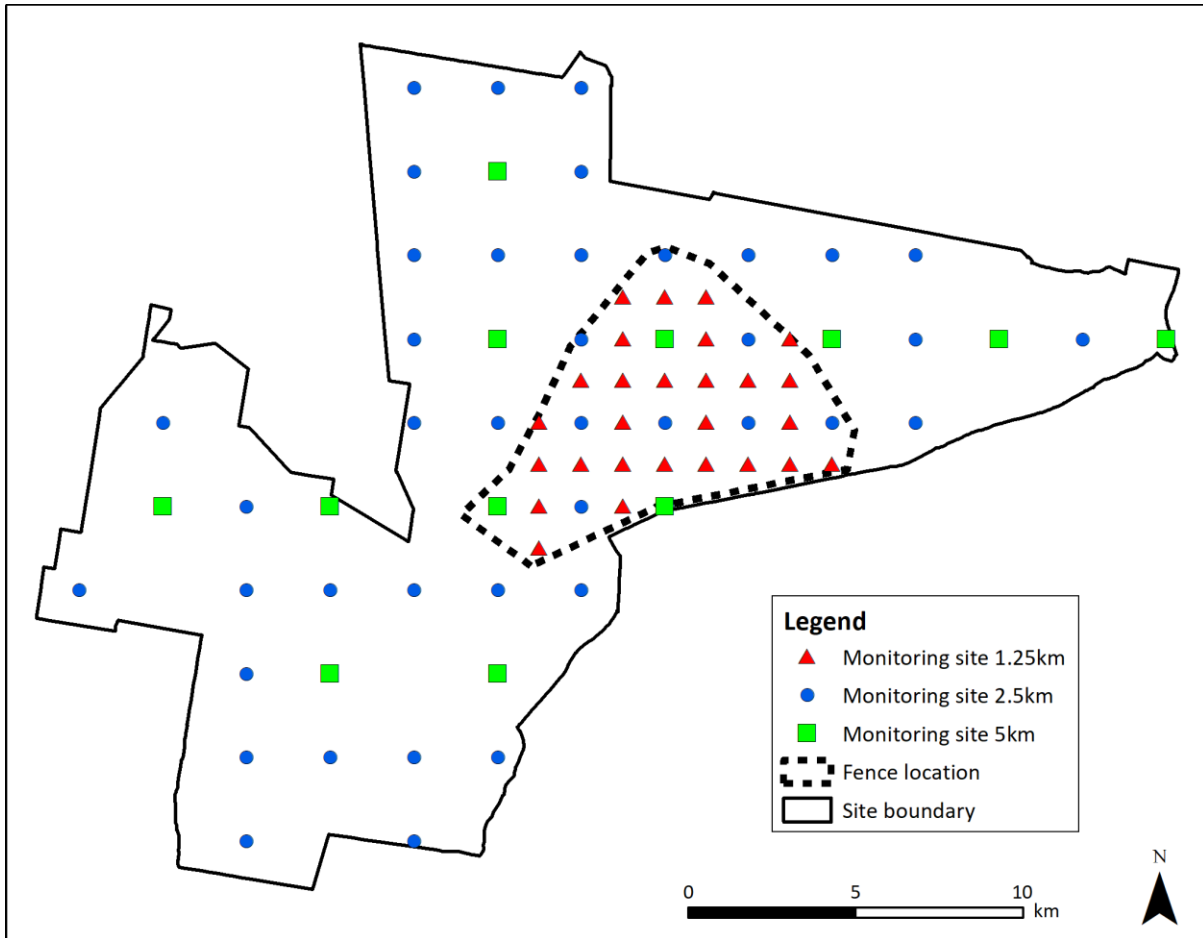 Legend
Monitoring site 1.25km
Monitoring site 2.5km
Monitoring site 5km
Fence location
Site boundary
N
0 5 10
km